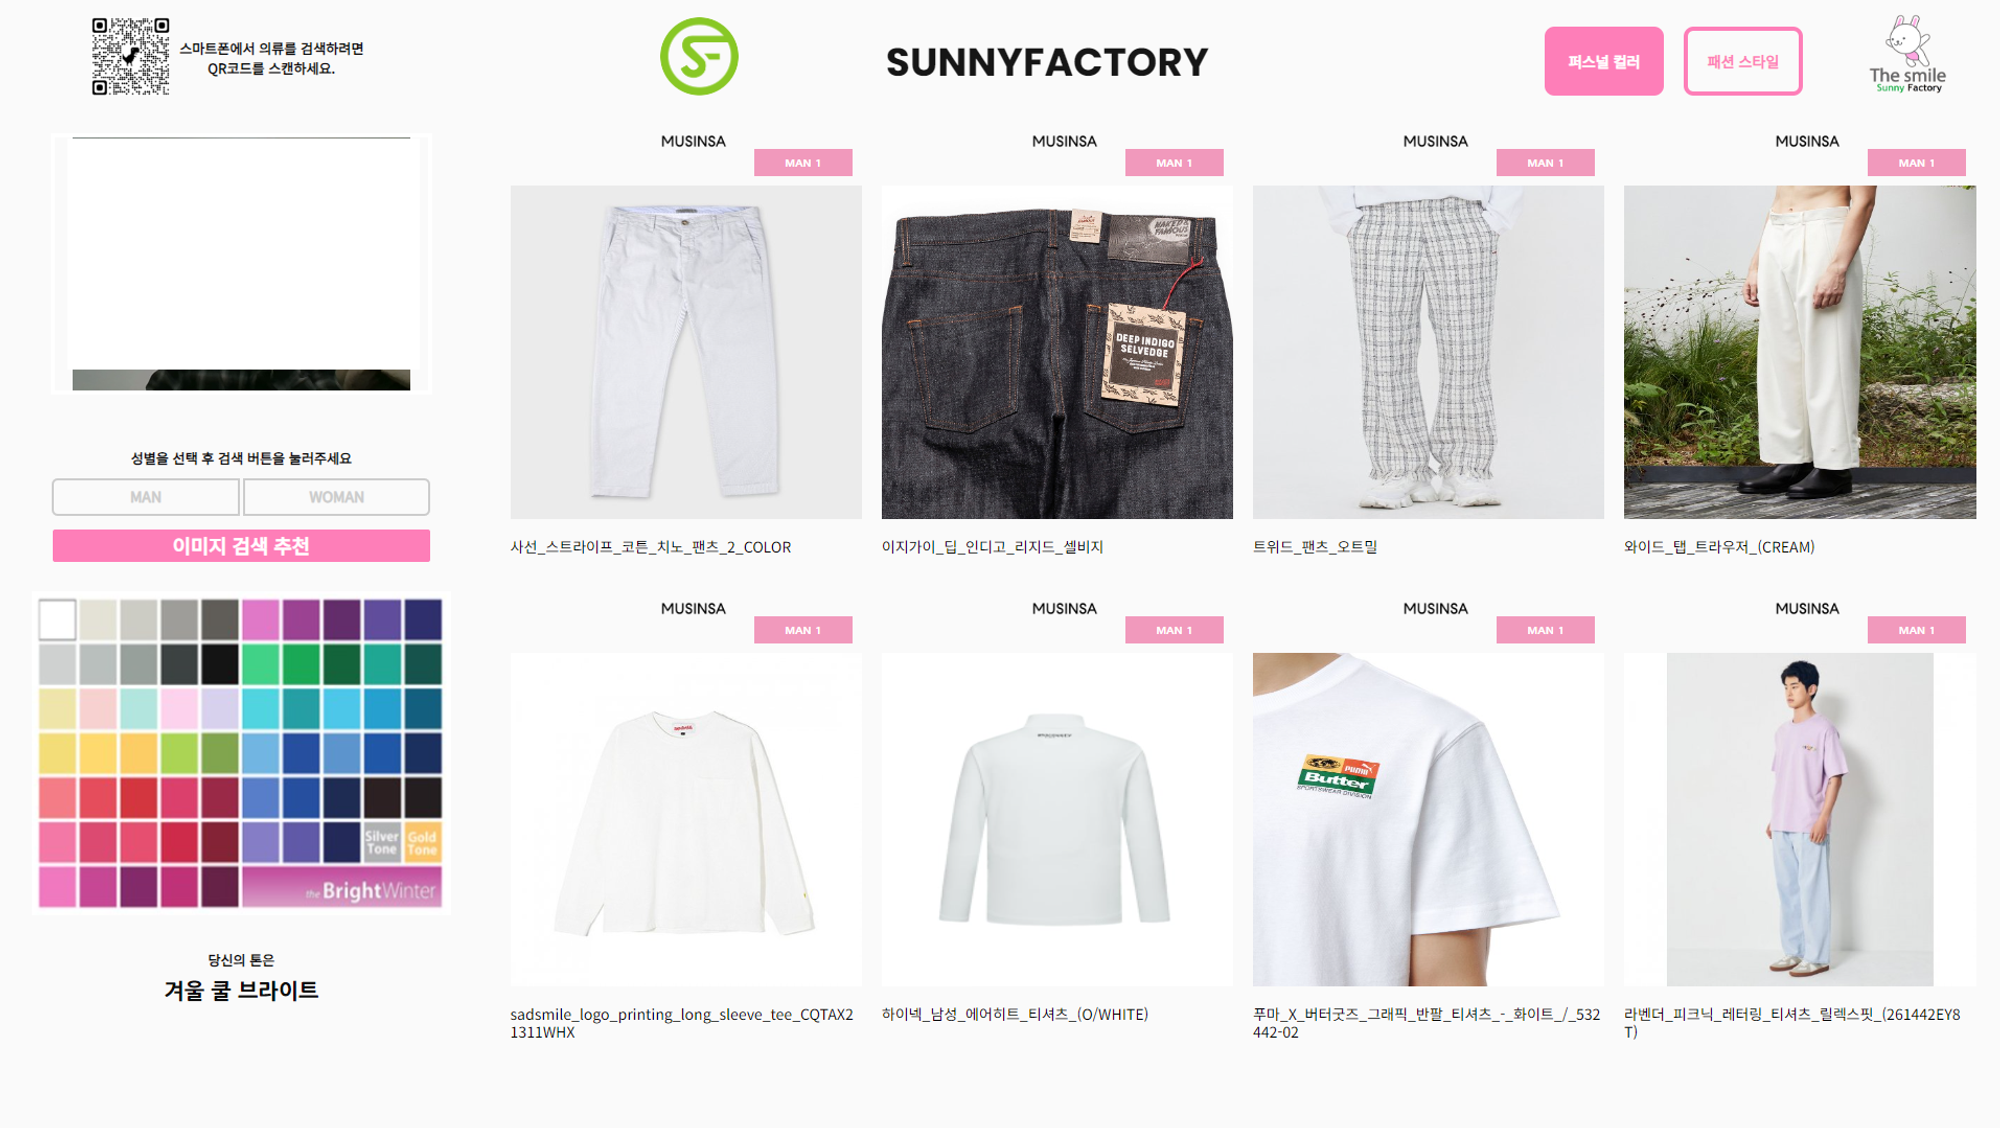 스마트폰에서 의류를 검색하려면
QR코드를 스캔하세요.
SF
SUNNYFACTORY
퍼스널 컬러
패션 스타일
The smile
Sunny Factory
성별을 선택 후 검색 버튼을 눌러주세요
MAN
WOMAN
이미지 검색 추천
Silver
Tone
Gold
Tone
the BrightWinter
당신의 톤은
겨울 쿨 브라이트
MUSINSA
MAN 1
MUSINSA
MAN 1
NAKED &
FAMOUS
DEEP INDIGO
SELVEDGE
MUSINSA
MAN 1
MUSINSA
MAN 1
사선_스트라이프_코튼_치노_팬츠_2_COLOR
이지가이_딥_인디고_리지드_셀비지
트위드_팬츠_오트밀
와이드_탭_트라우저_(CREAM)
MUSINSA
MAN 1
MUSINSA
MAN 1
MUSINSA
MAN 1
PUMA
Butter
SPORTSWEAR DIVISION
MUSINSA
MAN 1
sadsmile_logo_printing_long_sleeve_tee_CQTAX2
1311WHX
하이넥_남성_에어히트_티셔츠_(O/WHITE)
푸마_X_버터굿즈_그래픽_반팔_티셔츠_-_화이트_/_532
442-02
라벤더_피크닉_레터링_티셔츠_릴렉스핏_(261442EY8
T)